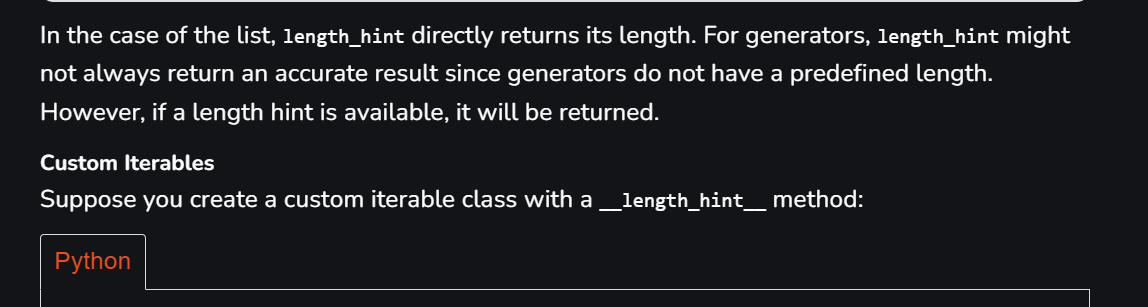 In the case of the list, length_hint directly returns its length. For generators, length_hint might
not always return an accurate result since generators do not have a predefined length.
However, if a length hint is available, it will be returned.
Custom Iterables
Suppose you create a custom iterable class with a __length_hint__ method:
Python